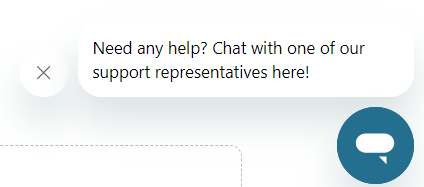 Need any help? Chat with one of our
support representatives here!